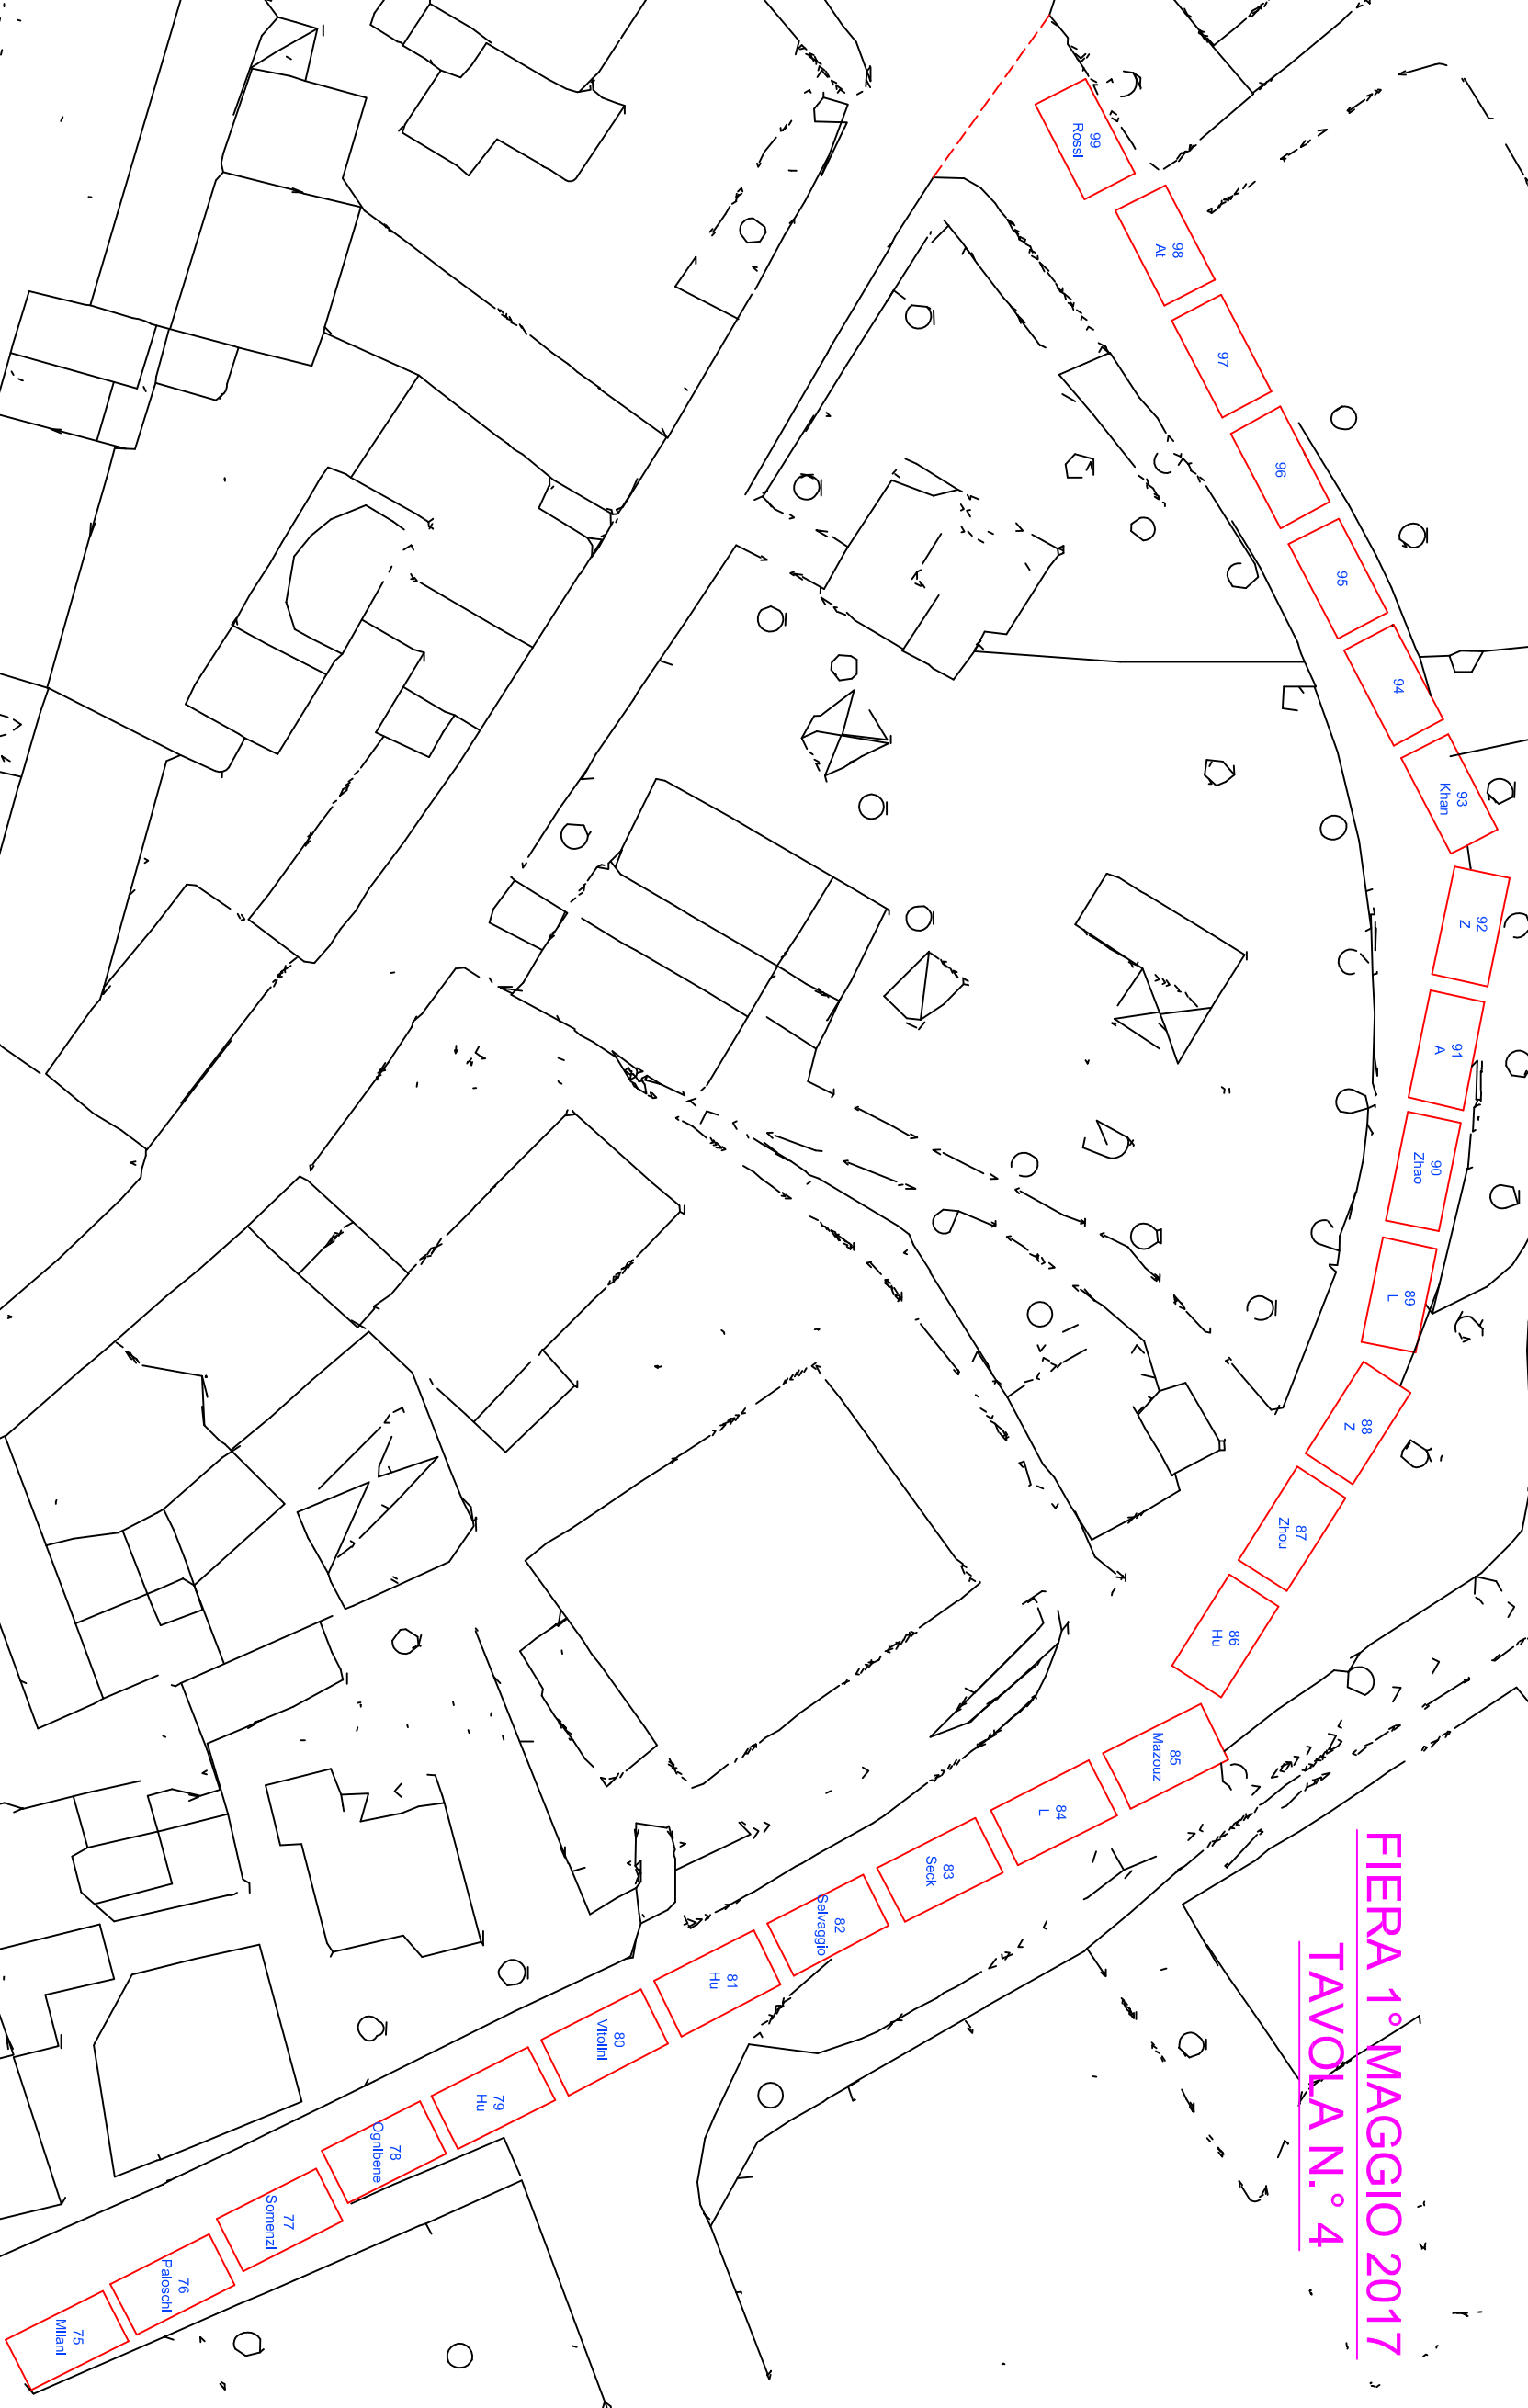 FIERA 1° MAGGIO 2017
TAVOLA N.° 4
99
Rossi
98
At
97
96
95
94
93
Khan
92
Z
91
A
90
Zhao
89
L
88
Z
87
Zhou
86
Hu
85
Mazouz
84
L
83
Seck
82
Selvaggio
81
Hu
80
Vitolini
79
Hu
78
Ognibene
77
Somenzi
76
Paloschi
75
Milani